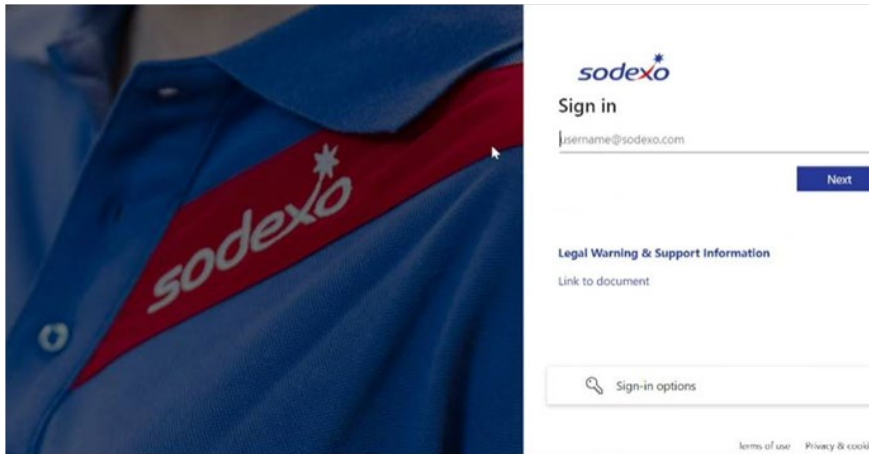 sodexo
sodexo
Sign in
username@sodexo.com
Next
Legal Warning & Support Information
Link to document
Sign-in options
Terms of use Privacy &